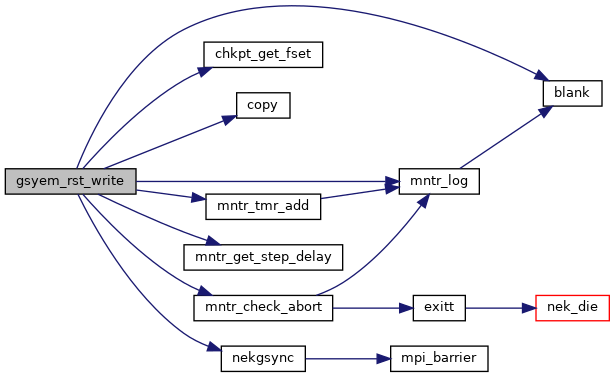 gsyem_rst_write
chkpt_get_fset
copy
mntr_tmr_add
mntr_get_step_delay
mntr_check_abort
nekgsync
blank
mntr_log
exitt
mpi_barrier
nek_die